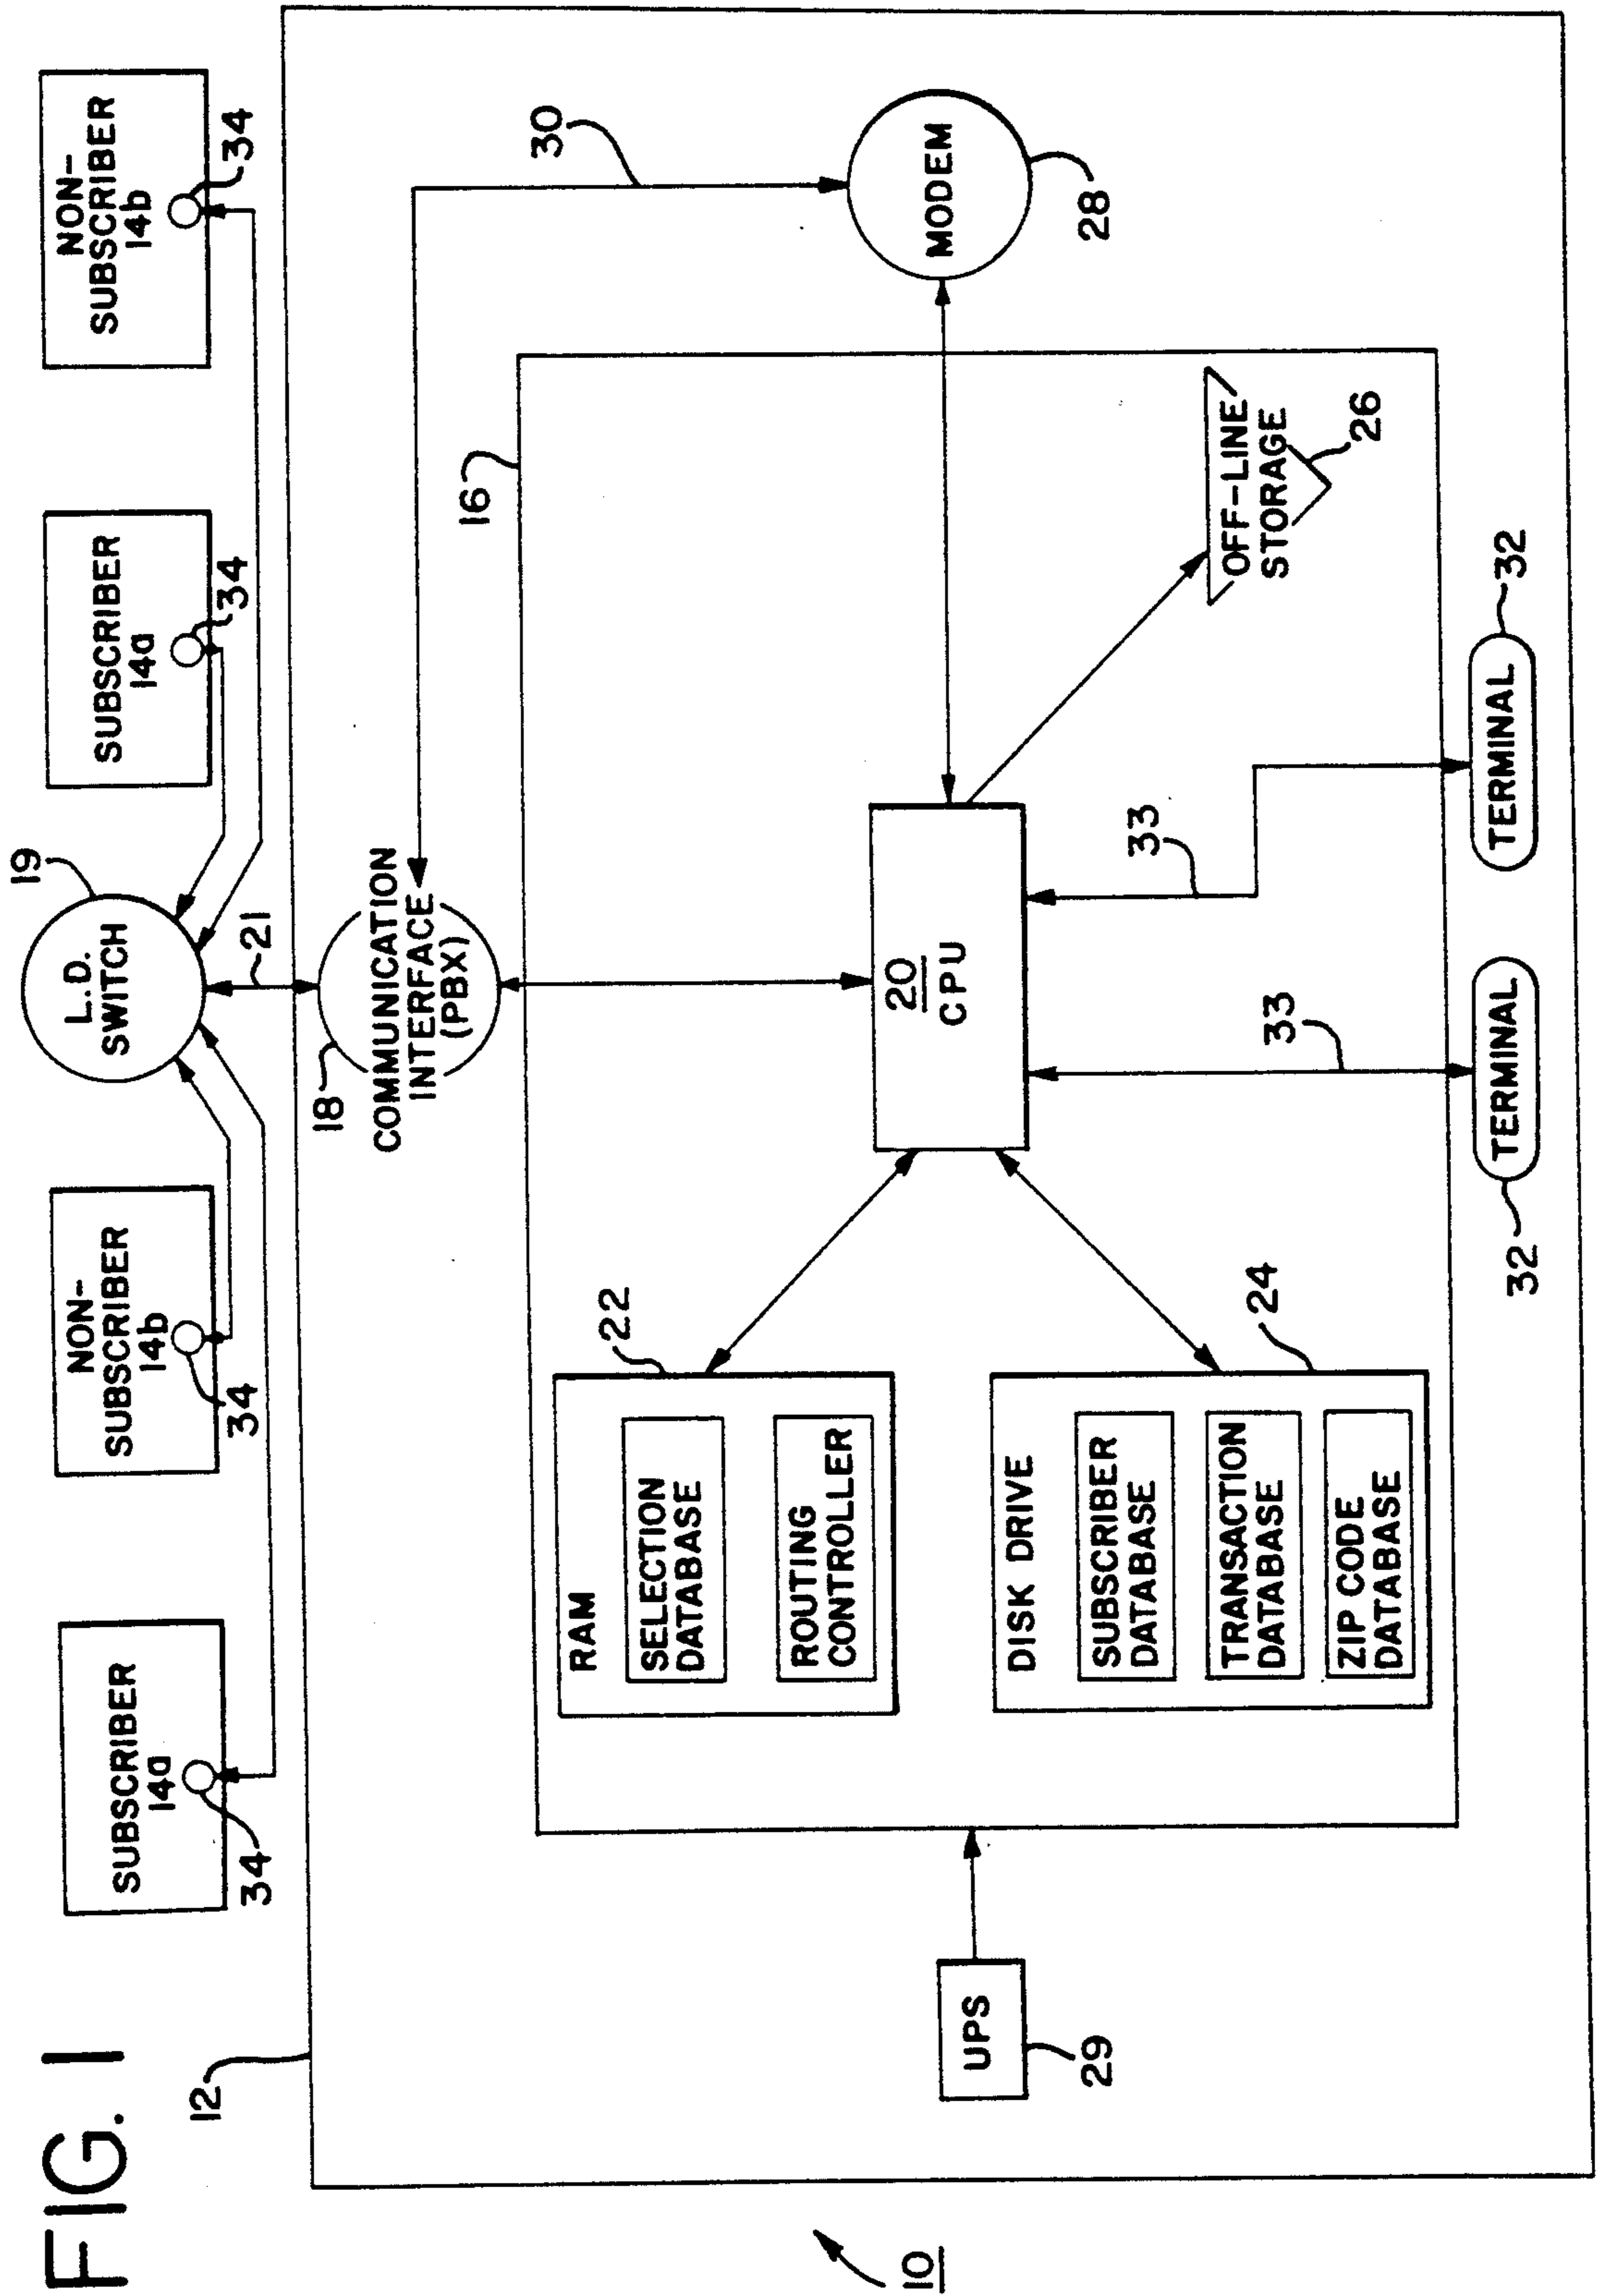 FIG. 1
SUBSCRIBER
14a
34
NON-
SUBSCRIBER
14b
34
L.D.
SWITCH
19
SUBSCRIBER
14a
34
NON-
SUBSCRIBER
14b
34
12
21
18
COMMUNICATION
INTERFACE
(PBX)
30
16
MODEM
28
RAM
22
SELECTION
DATABASE
ROUTING
CONTROLLER
20
CPU
UPS
29
DISK DRIVE
24
SUBSCRIBER
DATABASE
TRANSACTION
DATABASE
ZIP CODE
DATABASE
33
33
OFF-LINE
STORAGE
26
32
TERMINAL
TERMINAL
32
10